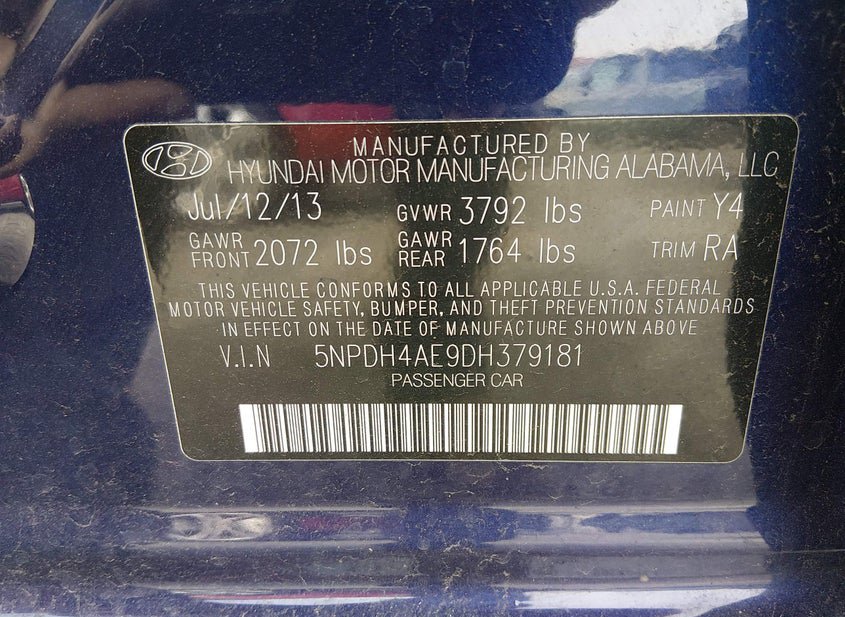 MANUFACTURED BY
HYUNDAI MOTOR MANUFACTURING ALABAMA, LLC
Jul/12/13 GVWR 3792 lbs PAINT Y4
GAWR FRONT 2072 lbs GAWR REAR 1764 lbs TRIM RA
THIS VEHICLE CONFORMS TO ALL APPLICABLE U.S.A. FEDERAL
MOTOR VEHICLE SAFETY, BUMPER, AND THEFT PREVENTION STANDARDS
IN EFFECT ON THE DATE OF MANUFACTURE SHOWN ABOVE
V.I.N 5NPDH4AE9DH379181
PASSENGER CAR